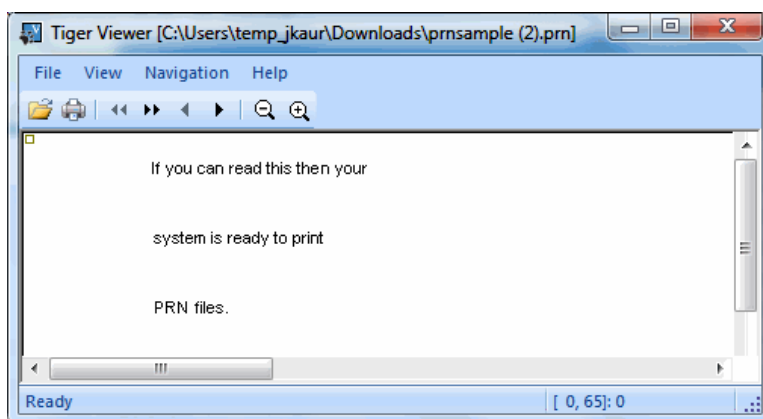 Tiger Viewer [C:\Users\temp_jkaur\Downloads\prnsample (2).prn]
File View Navigation Help
If you can read this then your
system is ready to print
PRN files.
Ready [ 0, 65]: 0